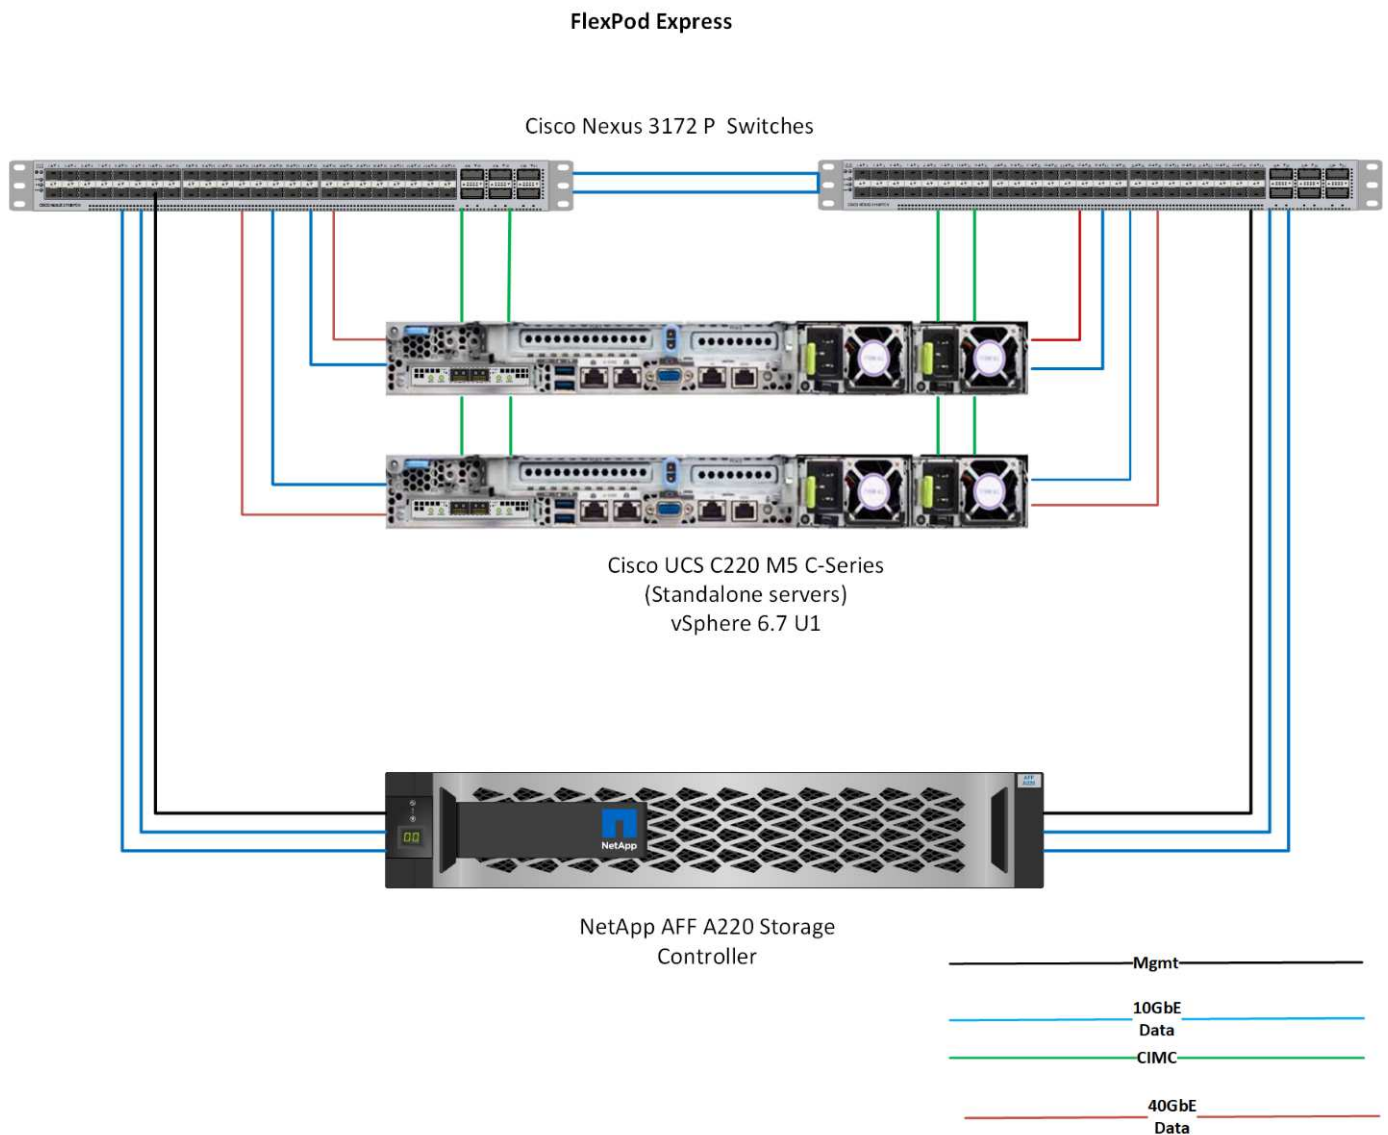 FlexPod Express
Cisco Nexus 3172 P Switches
Cisco UCS C220 M5 C-Series
(Standalone servers)
vSphere 6.7 U1
NetApp
NetApp AFF A220 Storage
Controller
Mgmt
10GbE
Data
CIMC
40GbE
Data